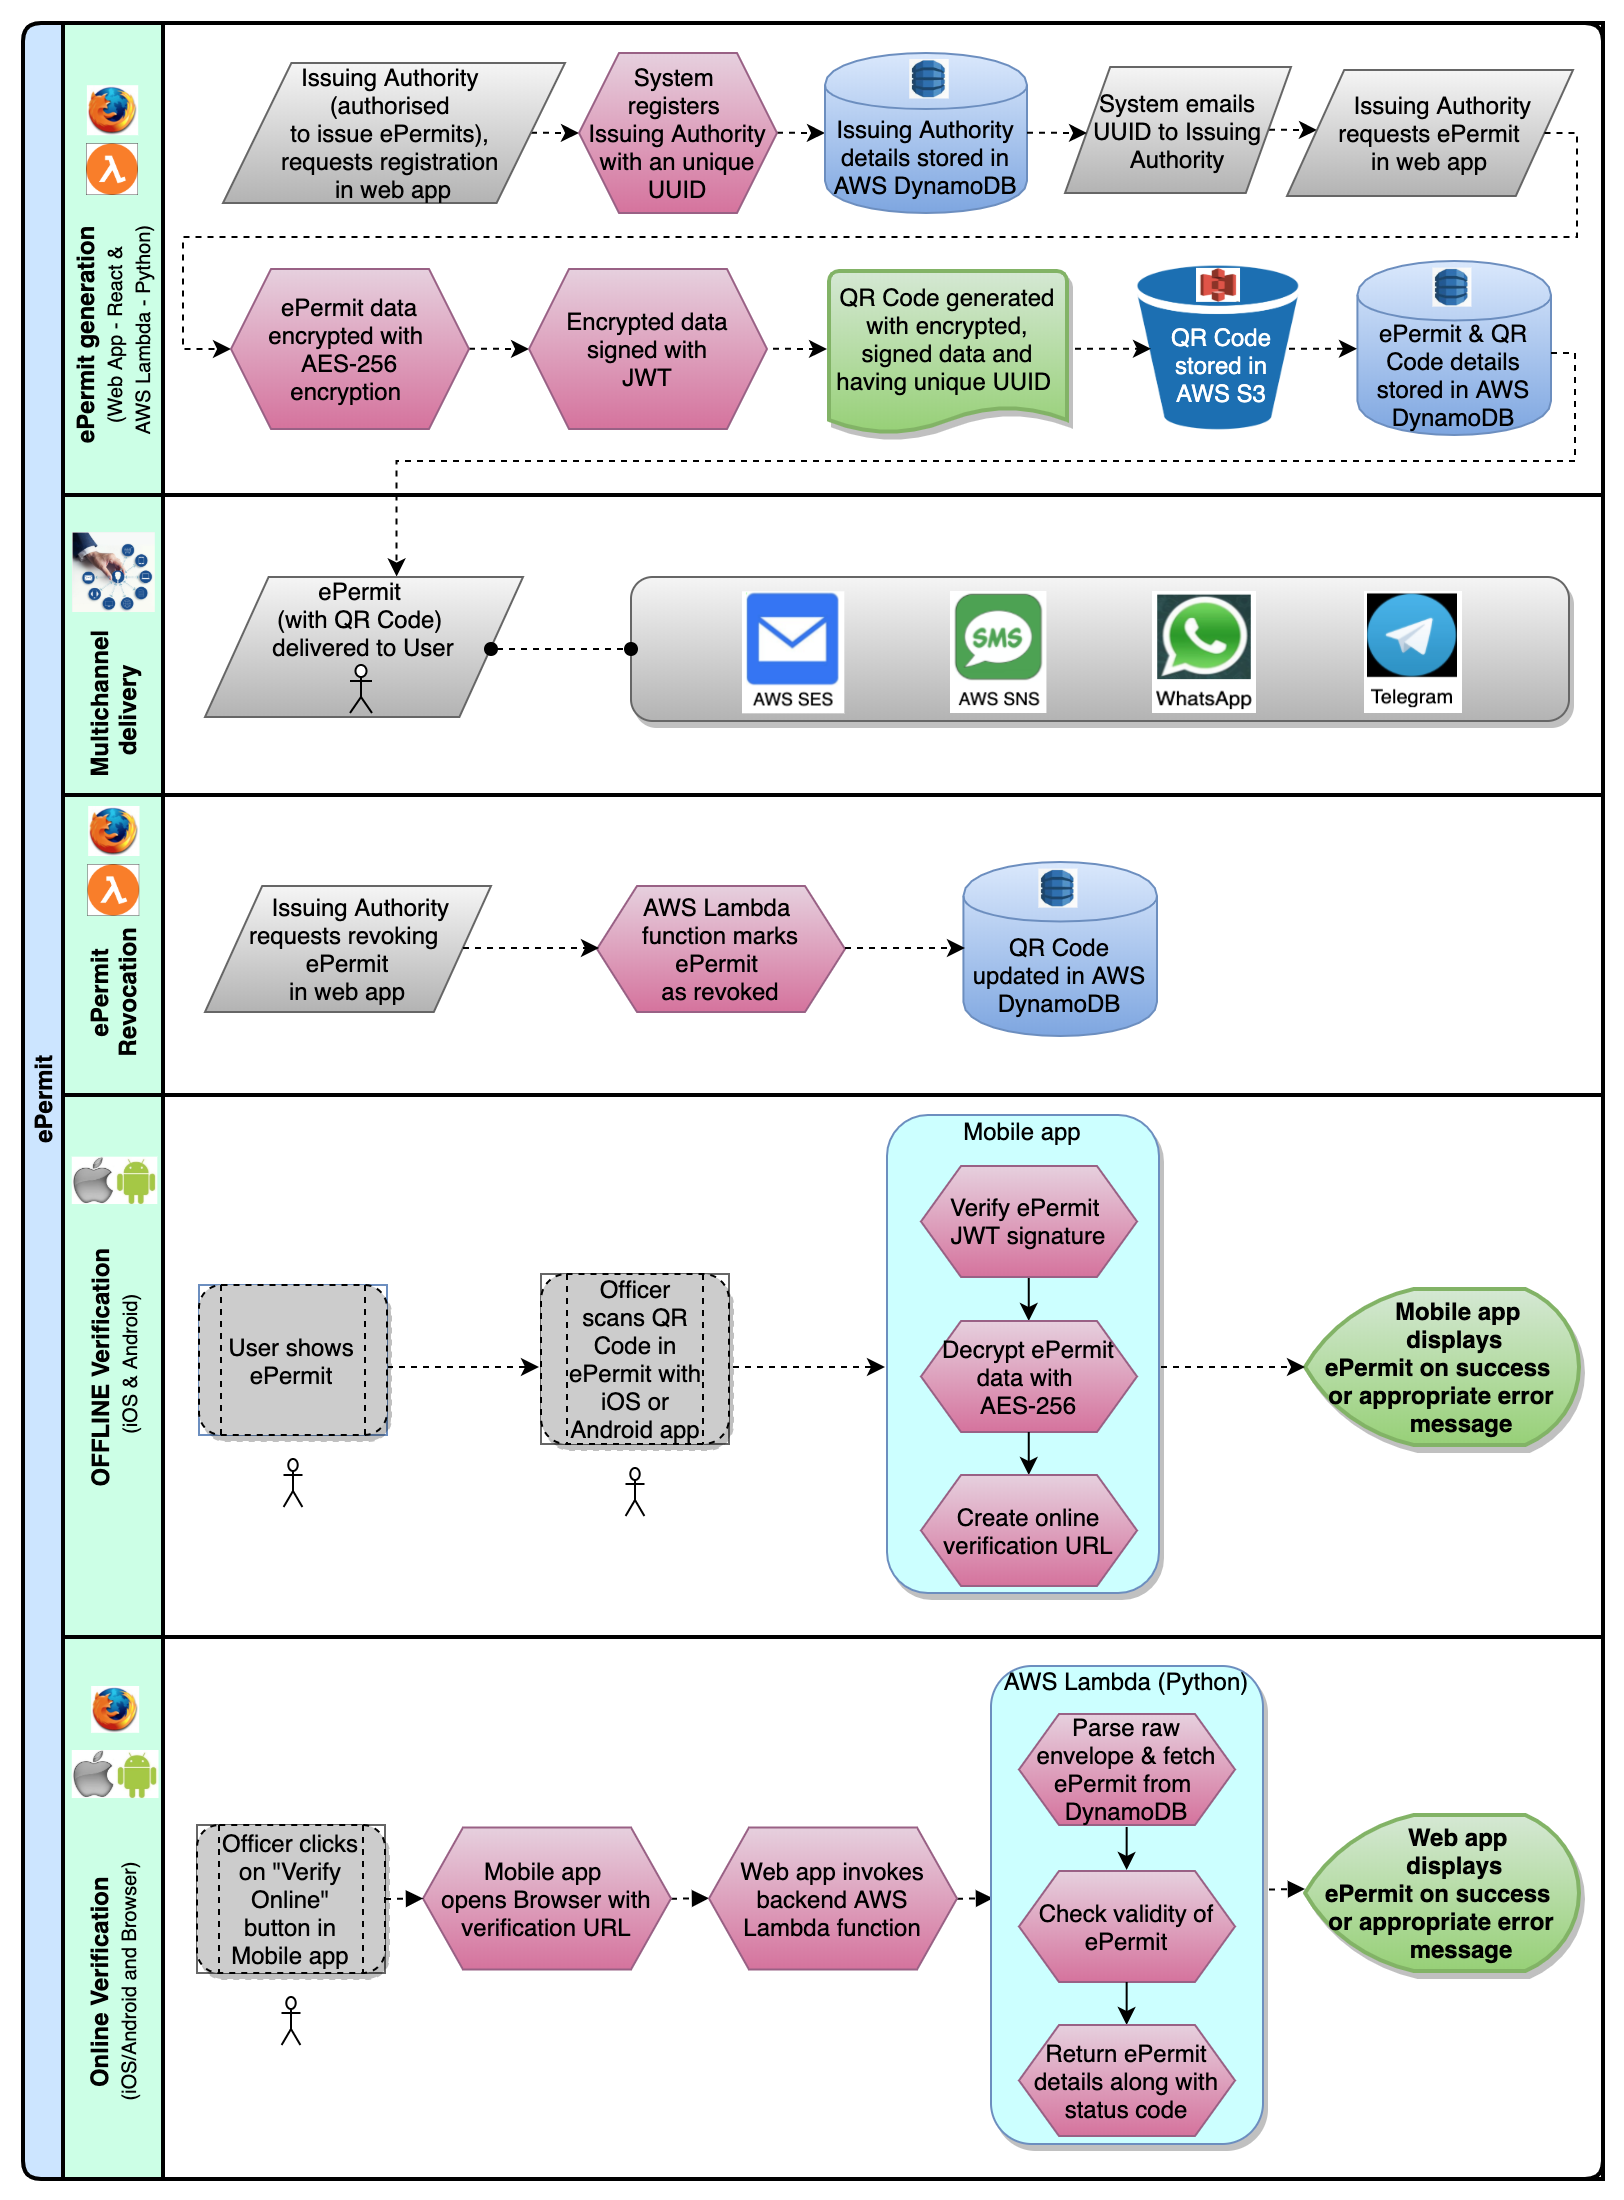 ePermit
ePermit generation
(Web App - React &
AWS Lambda - Python)
Issuing Authority
(authorised
to issue ePermits),
requests registration
in web app
System
registers
Issuing Authority
with an unique
UUID
Issuing Authority
details stored in
AWS DynamoDB
System emails
UUID to Issuing
Authority
Issuing Authority
requests ePermit
in web app
ePermit data
encrypted with
AES-256
encryption
Encrypted data
signed with
JWT
QR Code generated
with encrypted,
signed data and
having unique UUID
QR Code
stored in
AWS S3
ePermit & QR
Code details
stored in AWS
DynamoDB
Multichannel
delivery
ePermit
(with QR Code)
delivered to User
AWS SES
SMS
AWS SNS
WhatsApp
Telegram
ePermit
Revocation
Issuing Authority
requests revoking
ePermit
in web app
AWS Lambda
function marks
ePermit
as revoked
QR Code
updated in AWS
DynamoDB
OFFLINE Verification
(iOS & Android)
User shows
ePermit
Officer
scans QR
Code in
ePermit with
iOS or
Android app
Mobile app
Verify ePermit
JWT signature
Decrypt ePermit
data with
AES-256
Create online
verification URL
Mobile app
displays
ePermit on success
or appropriate error
message
Online Verification
(iOS/Android and Browser)
Officer clicks
on "Verify
Online"
button in
Mobile app
Mobile app
opens Browser with
verification URL
Web app invokes
backend AWS
Lambda function
AWS Lambda (Python)
Parse raw
envelope & fetch
ePermit from
DynamoDB
Check validity of
ePermit
Return ePermit
details along with
status code
Web app
displays
ePermit on success
or appropriate error
message